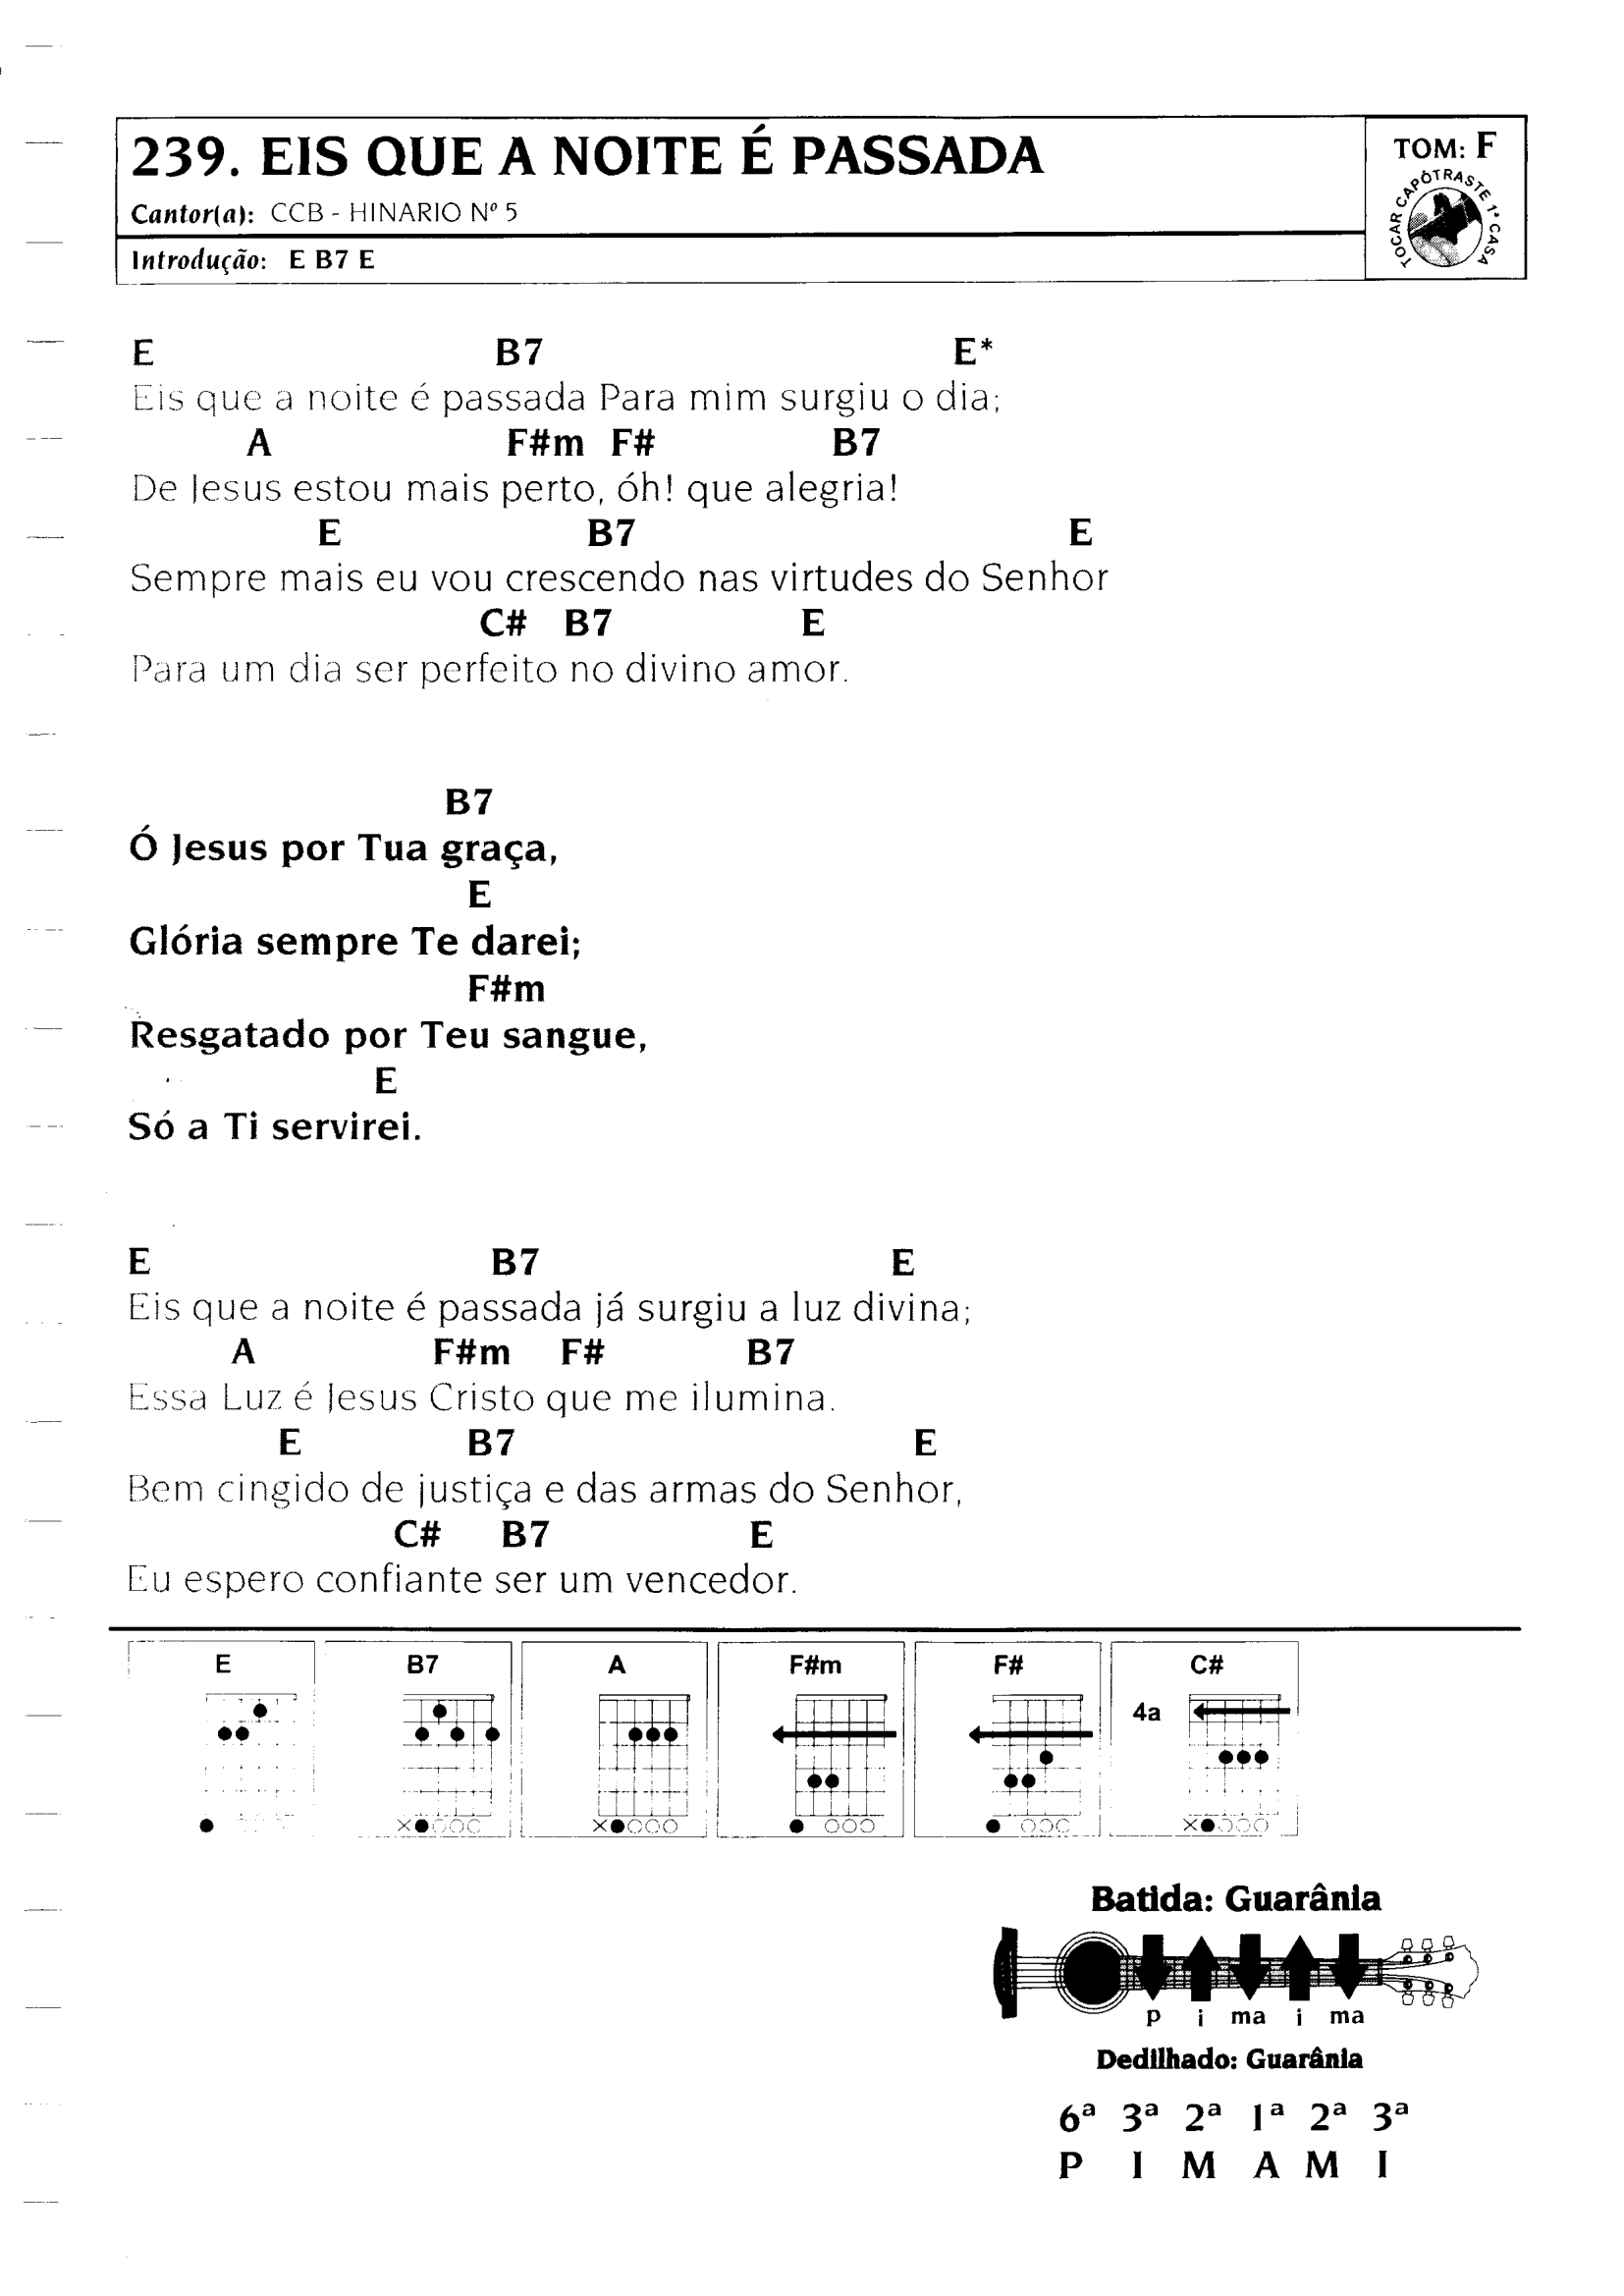 239. EIS QUE A NOITE É PASSADA
Cantor(a): CCB - HINARIO Nº 5
Introdução: E B7 E
TOM: F
TOCAR CAPÔTRASTE 1ª CASA
E B7 E*
Eis que a noite é passada Para mim surgiu o dia;
A F#m F# B7
De Jesus estou mais perto, óh! que alegria!
E B7 E
Sempre mais eu vou crescendo nas virtudes do Senhor
C# B7 E
Para um dia ser perfeito no divino amor.
B7
Ó Jesus por Tua graça,
E
Glória sempre Te darei;
F#m
Resgatado por Teu sangue,
E
Só a Ti servirei.
E B7 E
Eis que a noite é passada já surgiu a luz divina;
A F#m F# B7
Essa Luz é Jesus Cristo que me ilumina.
E B7 E
Bem cingido de justiça e das armas do Senhor,
C# B7 E
Eu espero confiante ser um vencedor.
E B7 A F#m F# C#
4a
Batida: Guarânia
p i ma i ma
Dedilhado: Guarânia
6ª 3ª 2ª 1ª 2ª 3ª
P I M A M I